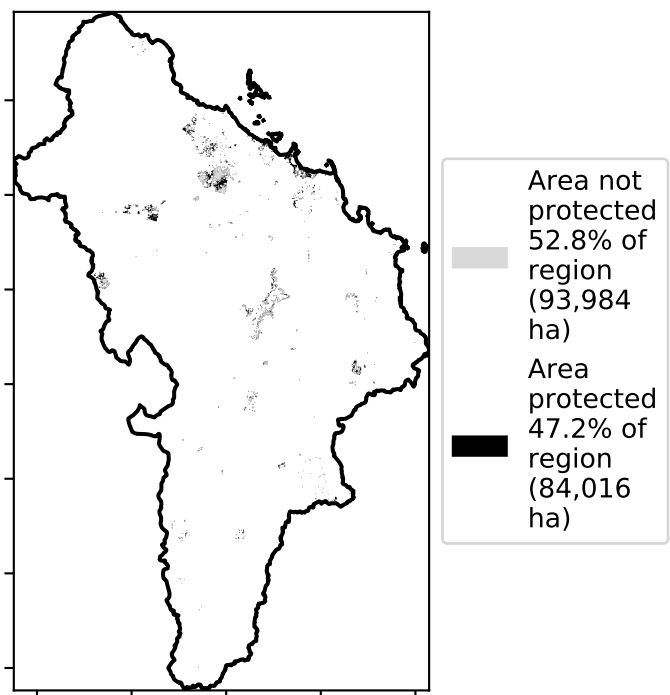 Area not
protected
52.8% of
region
(93,984
ha)
Area
protected
47.2% of
region
(84,016
ha)